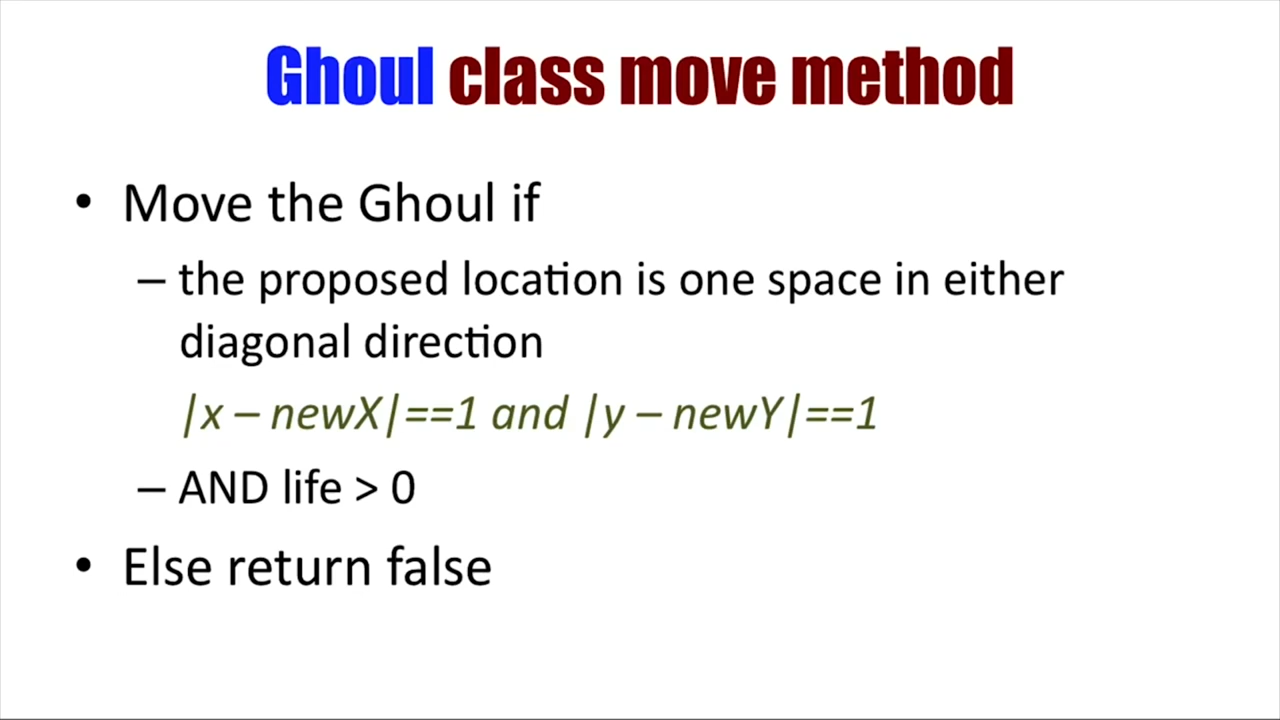 Ghoul class move method
• Move the Ghoul if
– the proposed location is one space in either
diagonal direction
|x – newX|==1 and |y – newY|==1
– AND life > 0
• Else return false